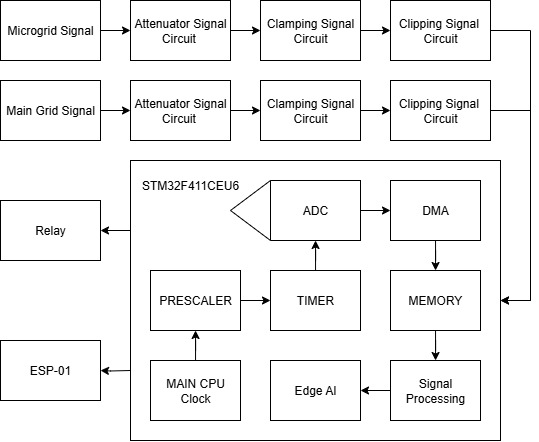 Microgrid Signal
Attenuator Signal
Circuit
Clamping Signal
Circuit
Clipping Signal
Circuit
Main Grid Signal
Attenuator Signal
Circuit
Clamping Signal
Circuit
Clipping Signal
Circuit
STM32F411CEU6
ADC
DMA
Relay
PRESCALER
TIMER
MEMORY
ESP-01
MAIN CPU
Clock
Edge AI
Signal
Processing